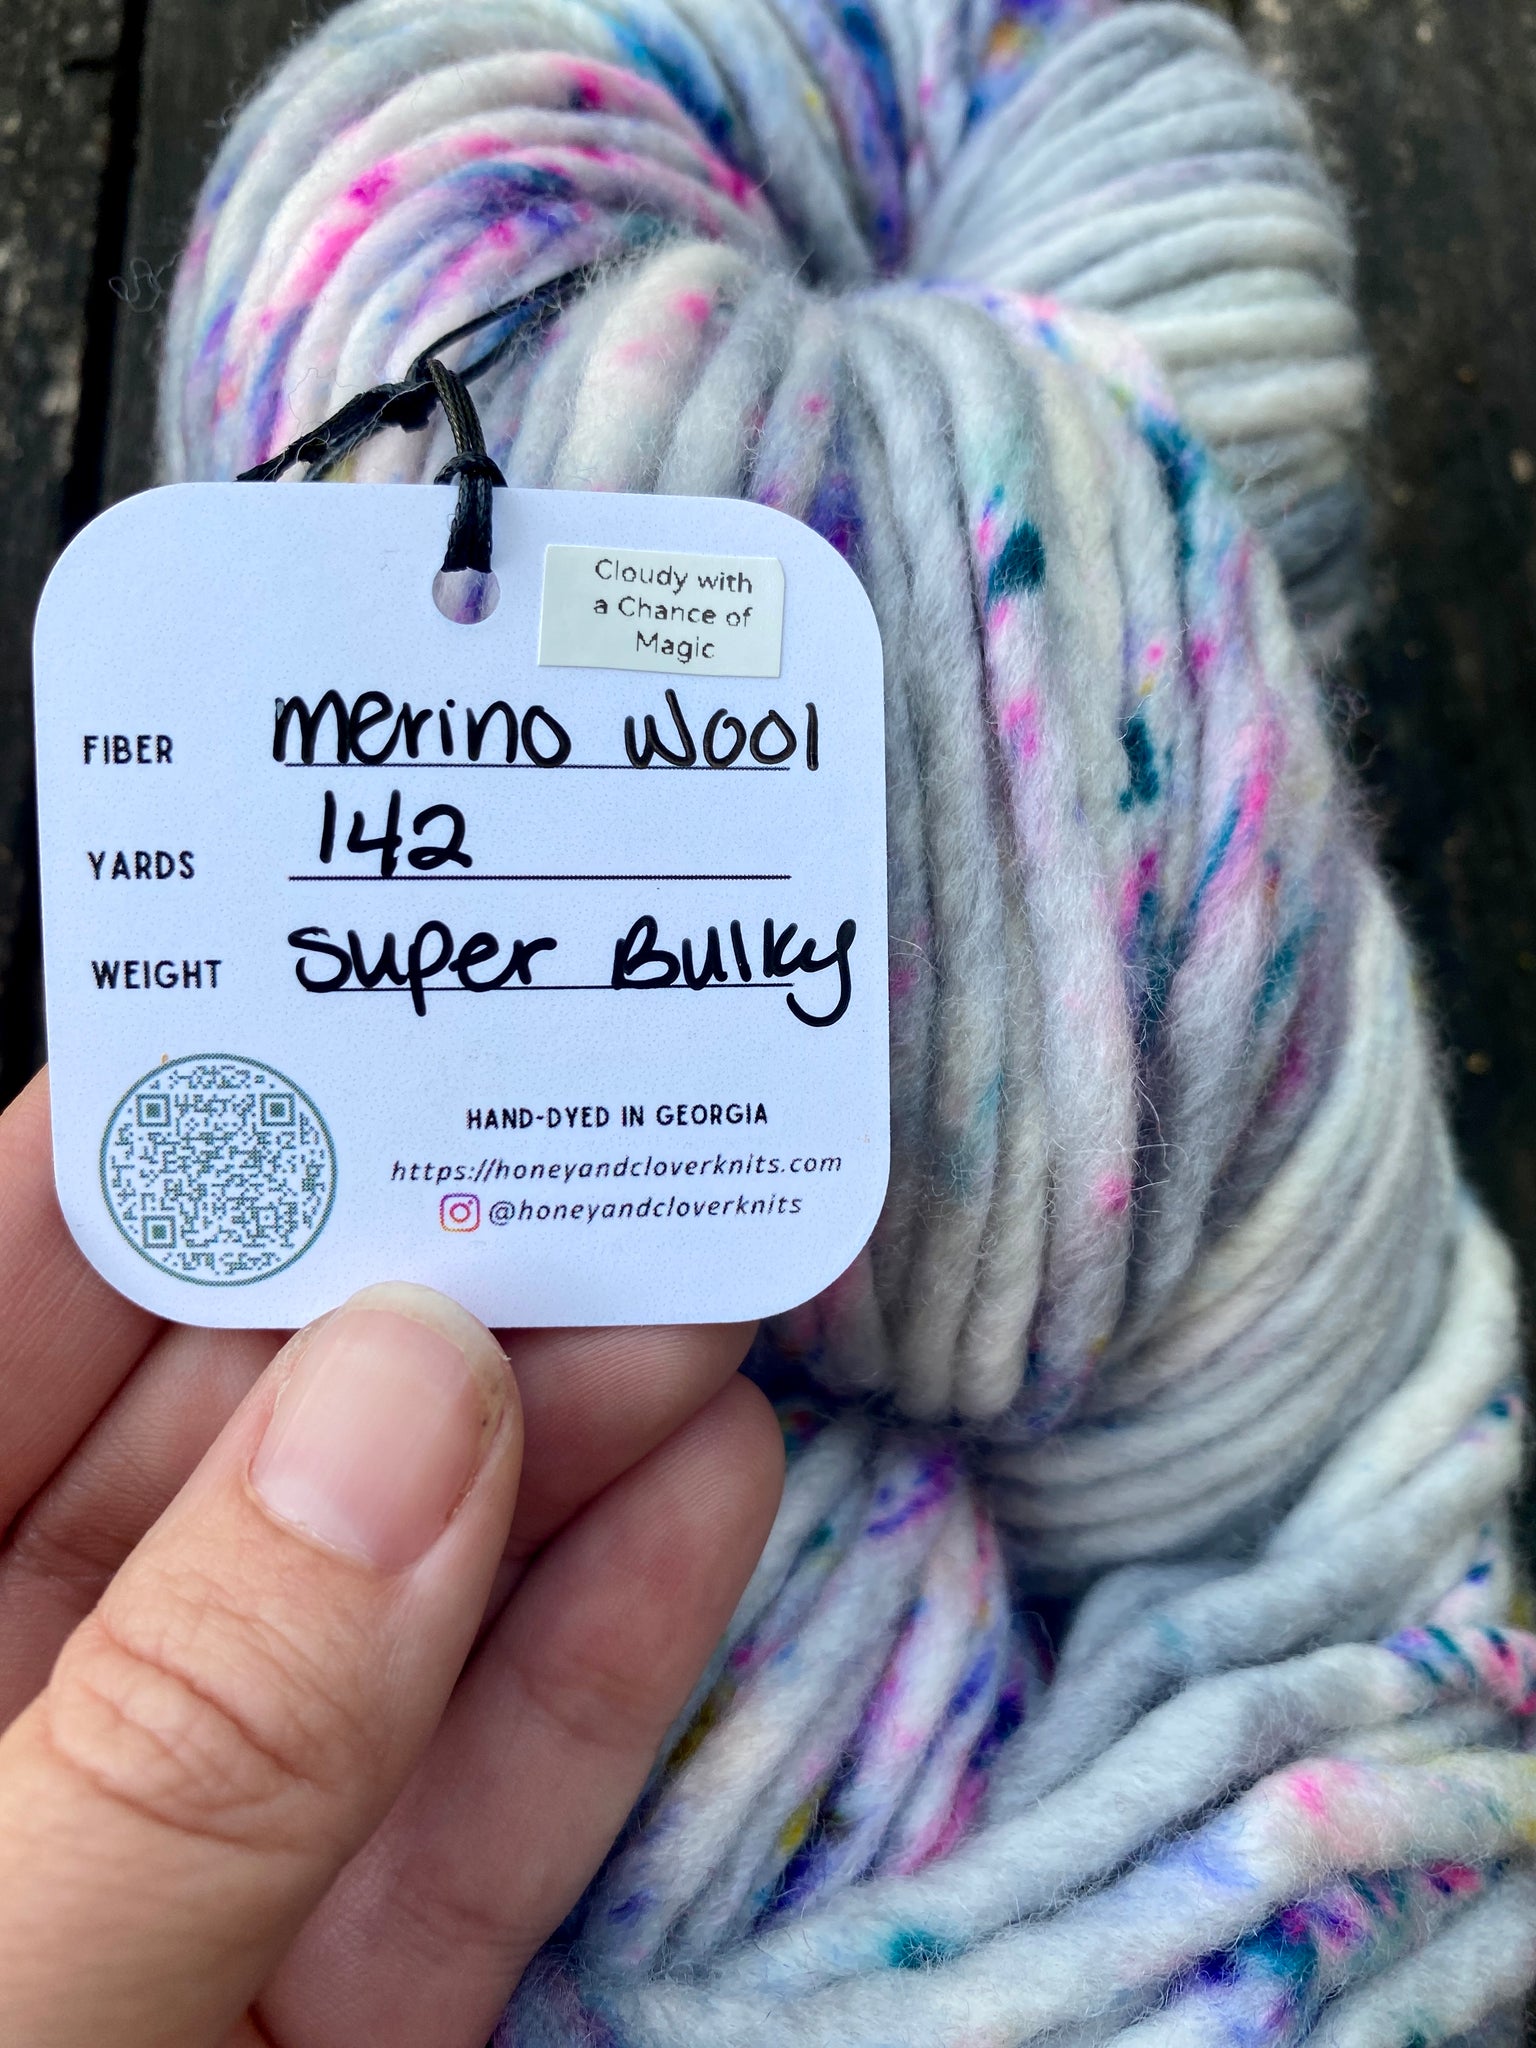 Cloudy with
a Chance of
Magic
FIBER merino wool
YARDS 142
WEIGHT Super Bulky
HAND-DYED IN GEORGIA
https://honeyandcloverknits.com
@honeyandcloverknits